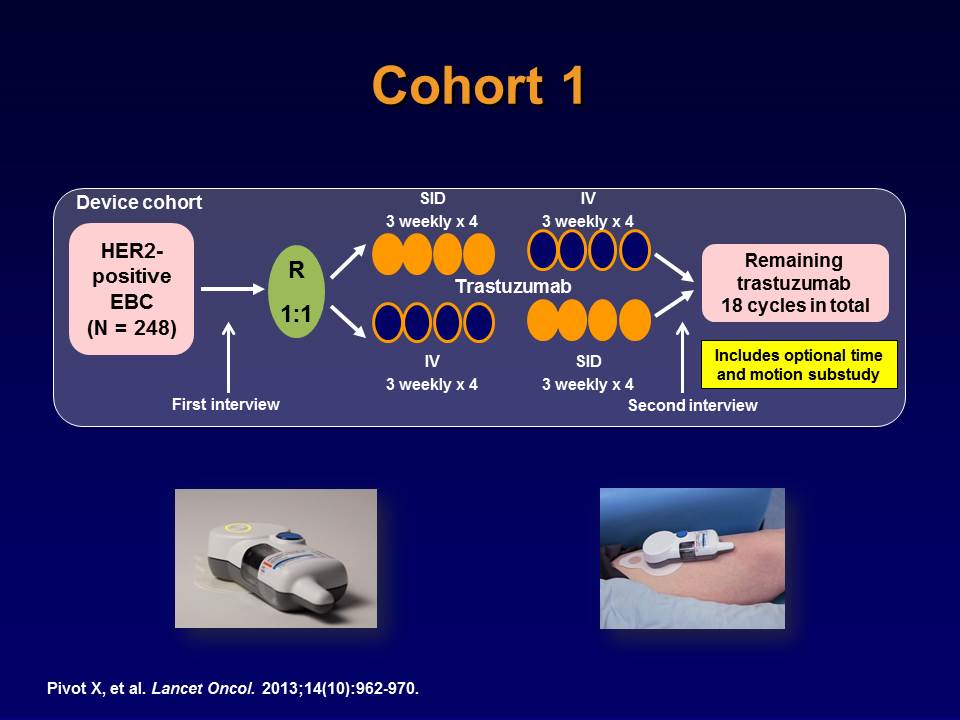 Cohort 1
Device cohort
HER2-
positive
EBC
(N = 248)
R
1:1
First interview
SID
3 weekly x 4
IV
3 weekly x 4
Trastuzumab
IV
3 weekly x 4
SID
3 weekly x 4
Second interview
Remaining
trastuzumab
18 cycles in total
Includes optional time
and motion substudy
Pivot X, et al. Lancet Oncol. 2013;14(10):962-970.